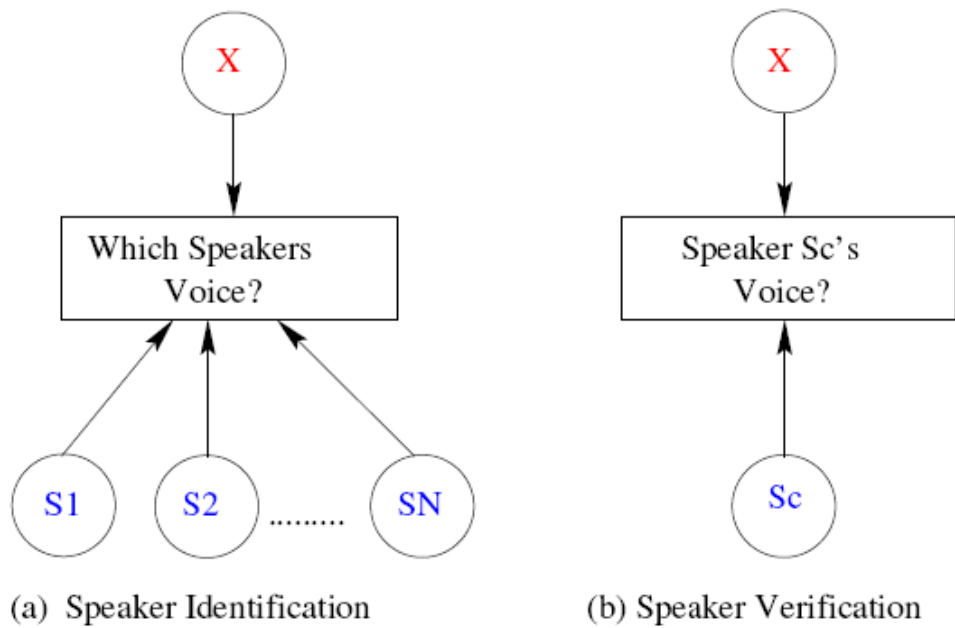 X
Which Speakers
Voice?
S1
S2
.........
SN
(a) Speaker Identification
X
Speaker Sc's
Voice?
Sc
(b) Speaker Verification